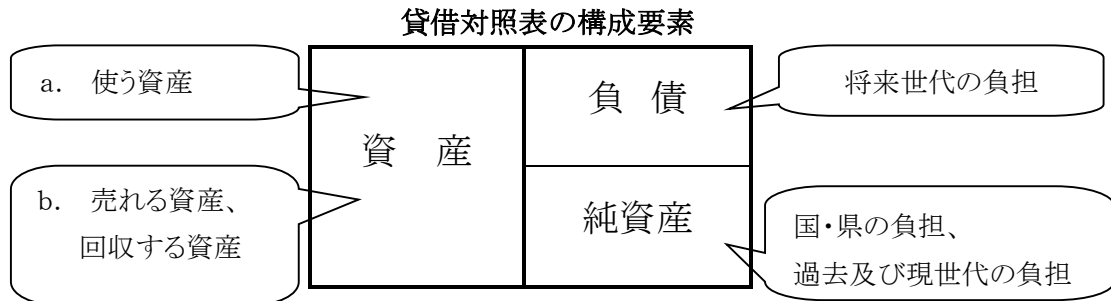 貸借対照表の構成要素
a. 使う資産
b. 売れる資産、
回収する資産
資 産
負 債
純資産
将来世代の負担
国・県の負担、
過去及び現世代の負担